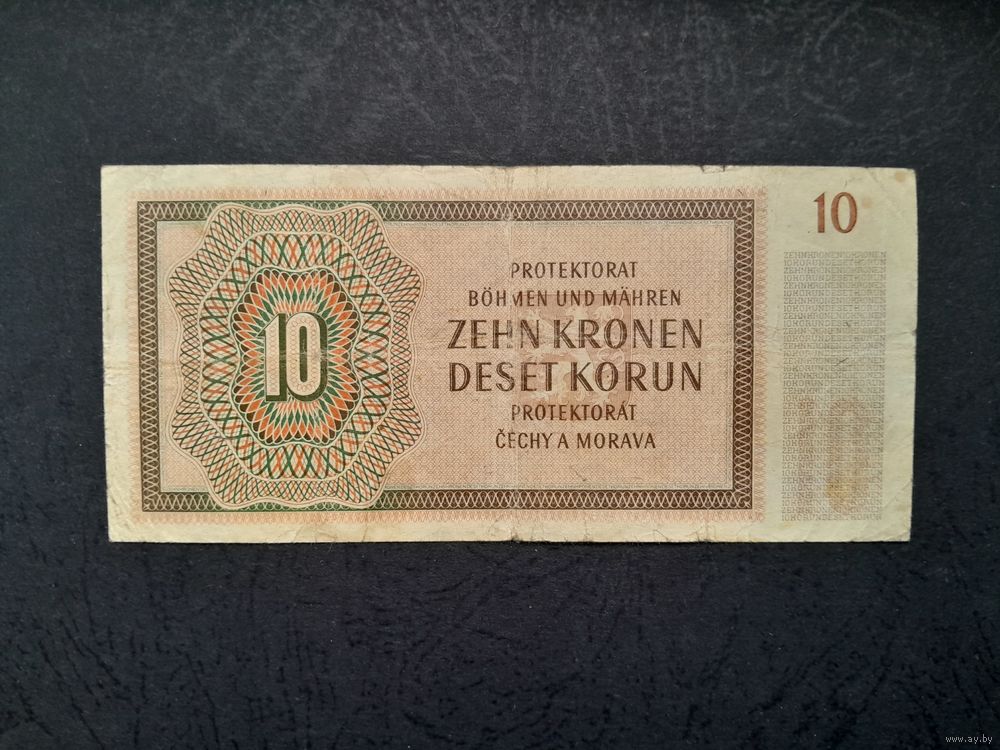 10
PROTEKTORAT
BÖHMEN UND MÄHREN
ZEHN KRONEN
DESET KORUN
PROTEKTORÁT
ČECHY A MORAVA
10
www.ay.by